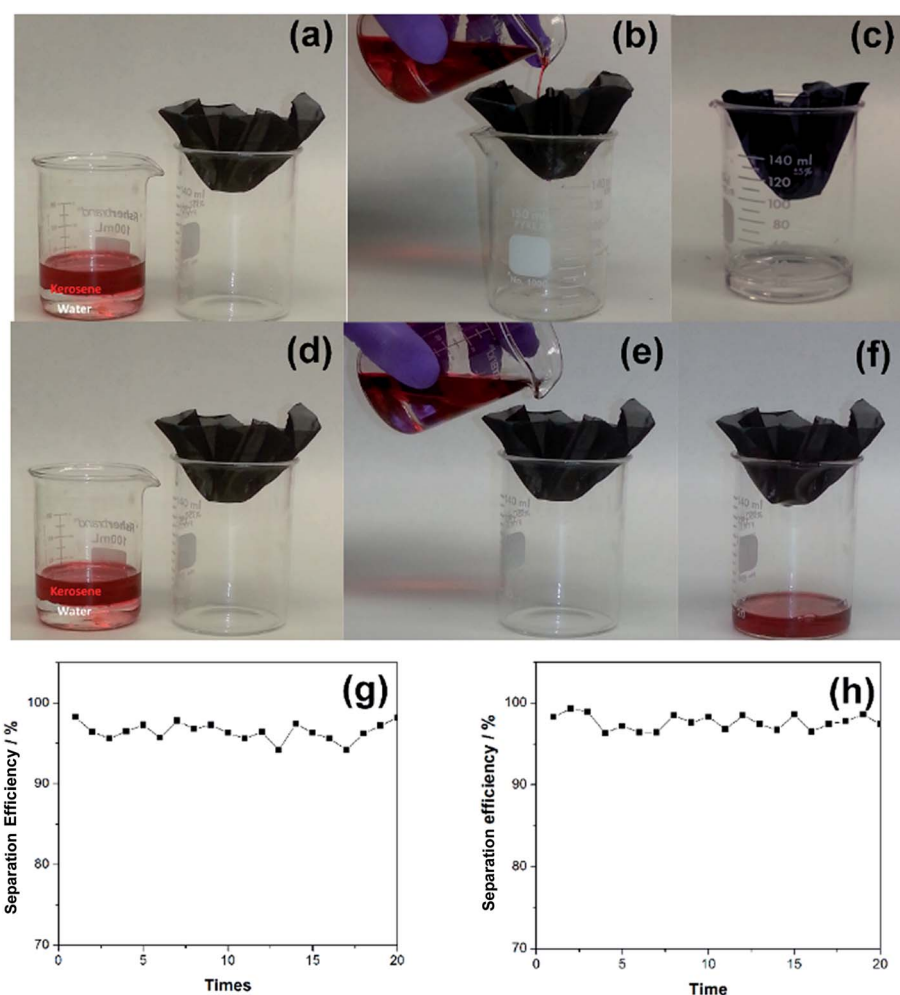 (a)
(b)
(c)
Kerosene
Water
100mL
140 ml
±5%
120
100
80
(d)
(e)
(f)
Kerosene
Water
100mL
(g)
(h)
Separation Efficiency / %
100
90
80
70
0 5 10 15 20
Times
Separation efficiency / %
100
90
80
70
0 5 10 15 20
Time